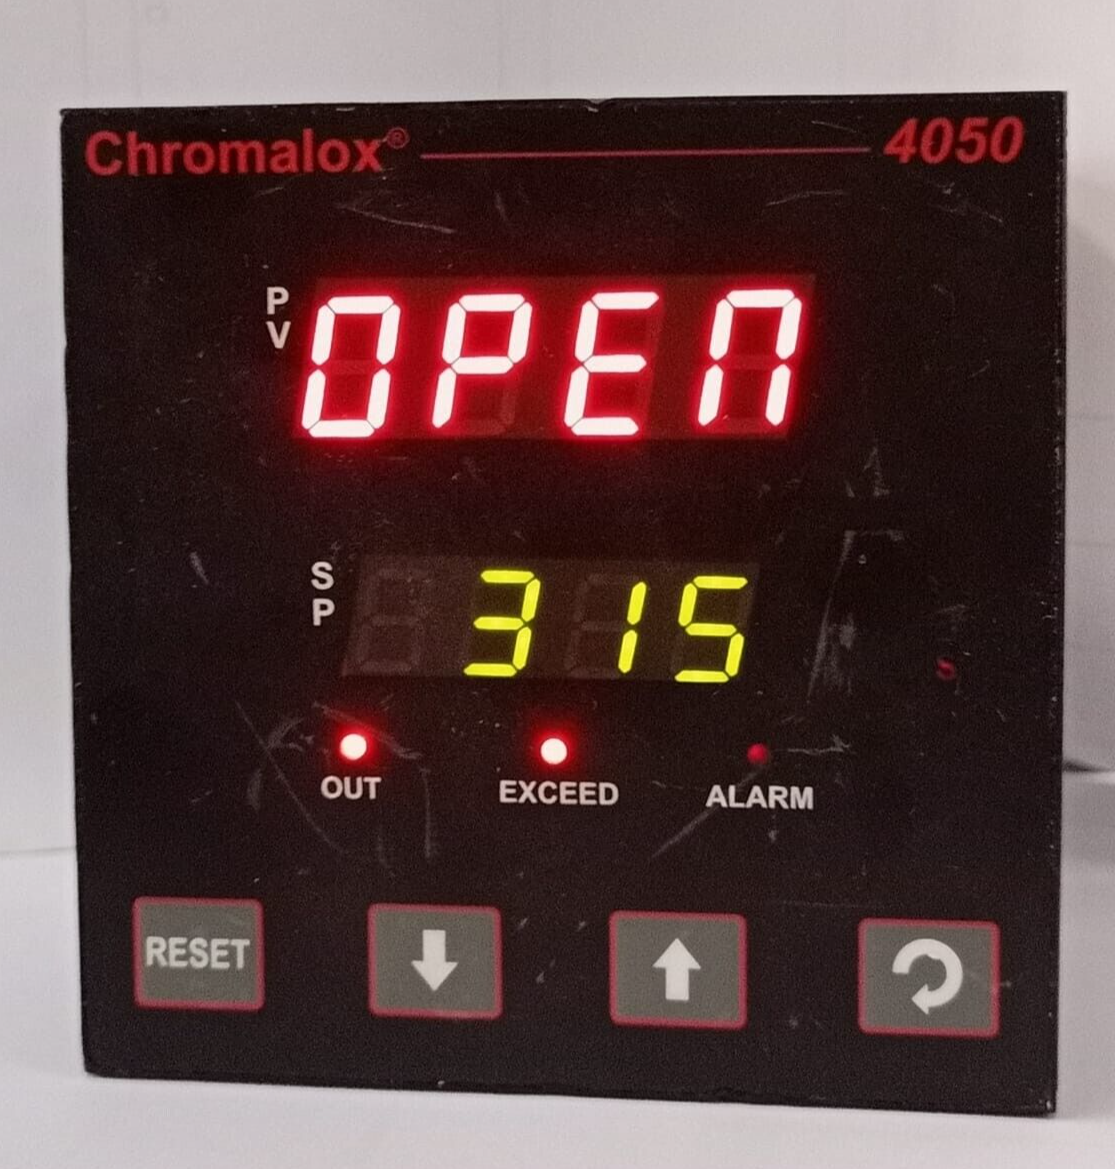 Chromalox® 4050
PV
OPEN
SP
315
OUT EXCEED ALARM
RESET